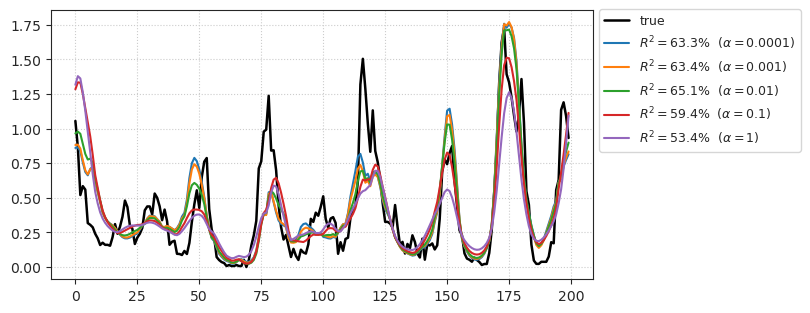 1.75
1.50
1.25
1.00
0.75
0.50
0.25
0.00
0 25 50 75 100 125 150 175 200
true
R² = 63.3% (α = 0.0001)
R² = 63.4% (α = 0.001)
R² = 65.1% (α = 0.01)
R² = 59.4% (α = 0.1)
R² = 53.4% (α = 1)